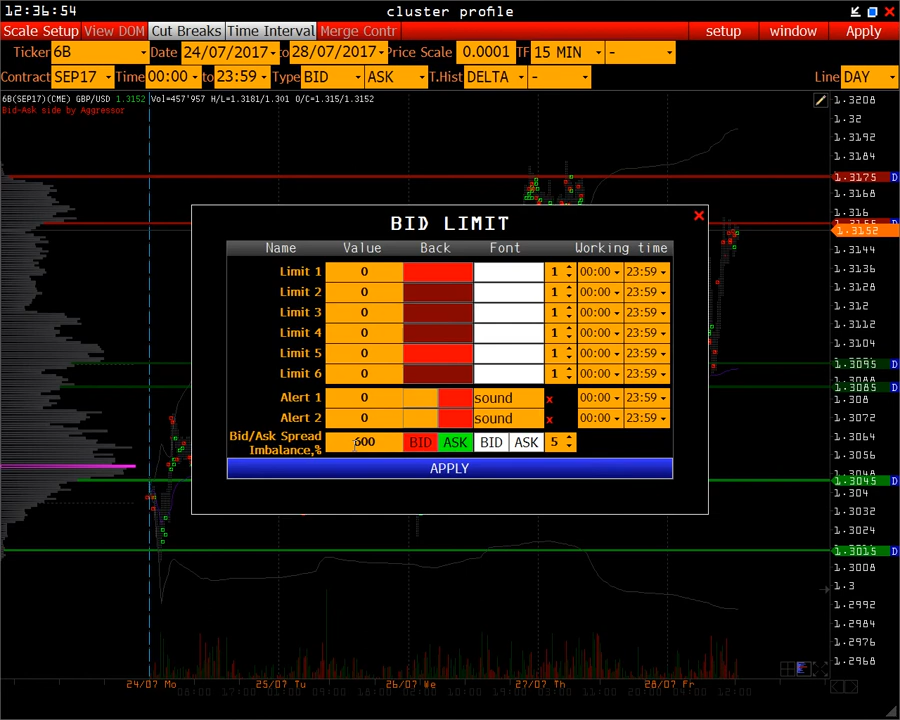 12:36:54 cluster profile
Scale Setup View DOM Cut Breaks Time Interval Merge Contr setup window Apply
Ticker 6B Date 24/07/2017 to 28/07/2017 Price Scale 0.0001 TF 15 MIN -
Contract SEP17 Time 00:00 to 23:59 Type BID ASK T.Hist DELTA - Line DAY
6B(SEP17)(CME) GBP/USD 1.3152 Vol=457'957 H/L=1.3181/1.301 O/C=1.315/1.3152
Bid-Ask side by Aggressor
1.3208
1.32
1.3192
1.3184
1.3175 D
1.3168
1.316
1.3155 D
1.3152
1.3144
1.3136
1.3128
1.312
1.3112
1.3104
1.3095 D
1.3088
1.3085 D
1.308
1.3072
1.3064
1.3056
1.3048
1.3045 D
1.304
1.3032
1.3024
1.3015 D
1.3008
1.3
1.2992
1.2984
1.2976
1.2968
BID LIMIT
Name Value Back Font Working time
Limit 1 0 1 00:00 23:59
Limit 2 0 1 00:00 23:59
Limit 3 0 1 00:00 23:59
Limit 4 0 1 00:00 23:59
Limit 5 0 1 00:00 23:59
Limit 6 0 1 00:00 23:59
Alert 1 0 sound x 00:00 23:59
Alert 2 0 sound x 00:00 23:59
Bid/Ask Spread
Imbalance,% 600 BID ASK BID ASK 5
APPLY
24/07 Mo 25/07 Tu 26/07 We 27/07 Th 28/07 Fr